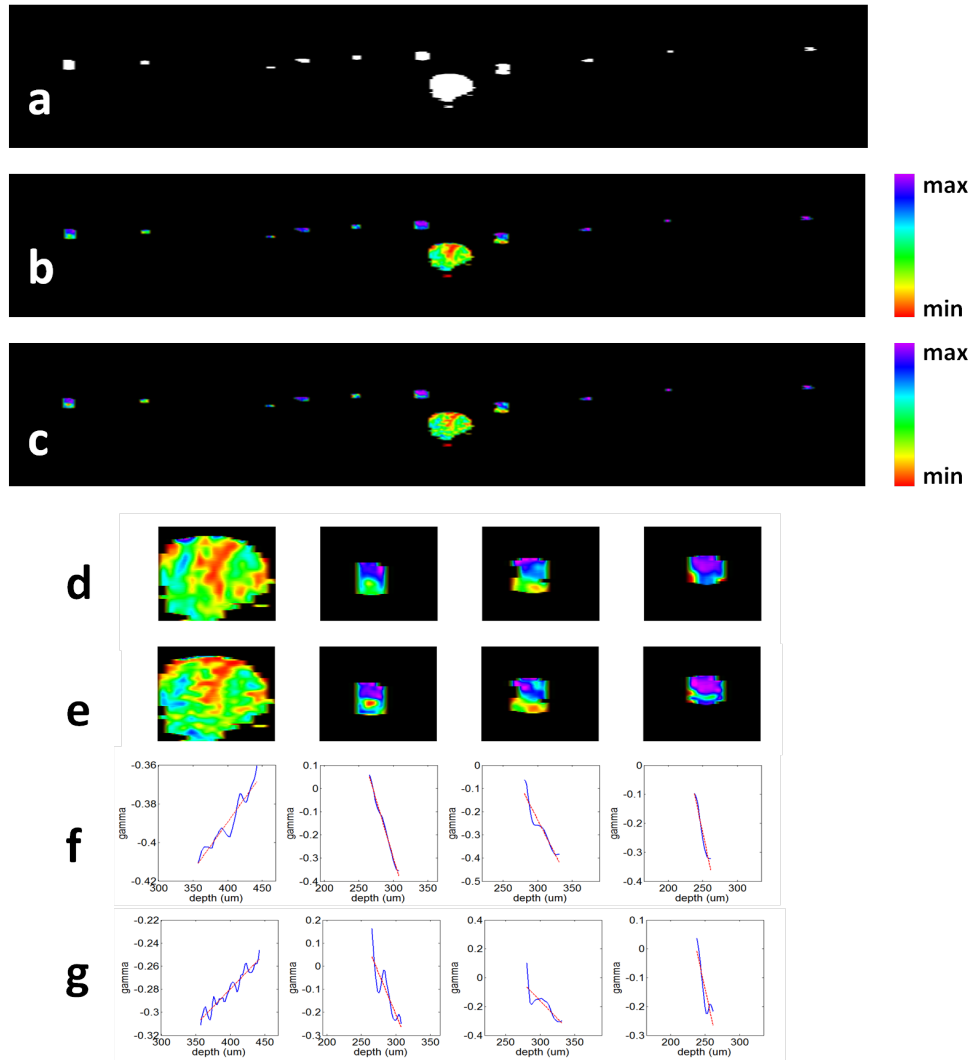 a
b
max
min
c
max
min
d
e
f
gamma
-0.36
-0.38
-0.4
-0.42
300 350 400 450
depth (um)
gamma
0.1
0
-0.1
-0.2
-0.3
-0.4
200 250 300 350
depth (um)
gamma
0
-0.1
-0.2
-0.3
-0.4
-0.5
250 300 350
depth (um)
gamma
0
-0.1
-0.2
-0.3
-0.4
200 250 300
depth (um)
g
gamma
-0.22
-0.24
-0.26
-0.28
-0.3
-0.32
300 350 400 450
depth (um)
gamma
0.2
0.1
0
-0.1
-0.2
-0.3
200 250 300 350
depth (um)
gamma
0.4
0.2
0
-0.2
-0.4
250 300 350
depth (um)
gamma
0.1
0
-0.1
-0.2
-0.3
200 250 300
depth (um)